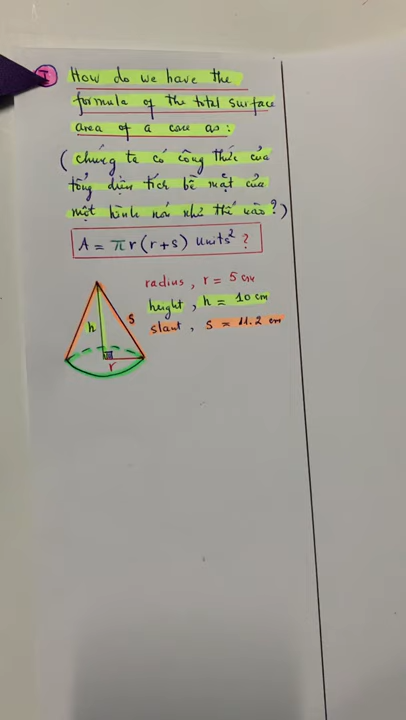 I How do we have the
formula of the total surface
area of a cone as:
(chúng ta có công thức của
tổng diện tích bề mặt của
một hình nón như thế nào?)
A = πr(r+s) units² ?
radius, r = 5 cm
height, h = 10 cm
slant, s ≈ 11.2 cm
h
s
r